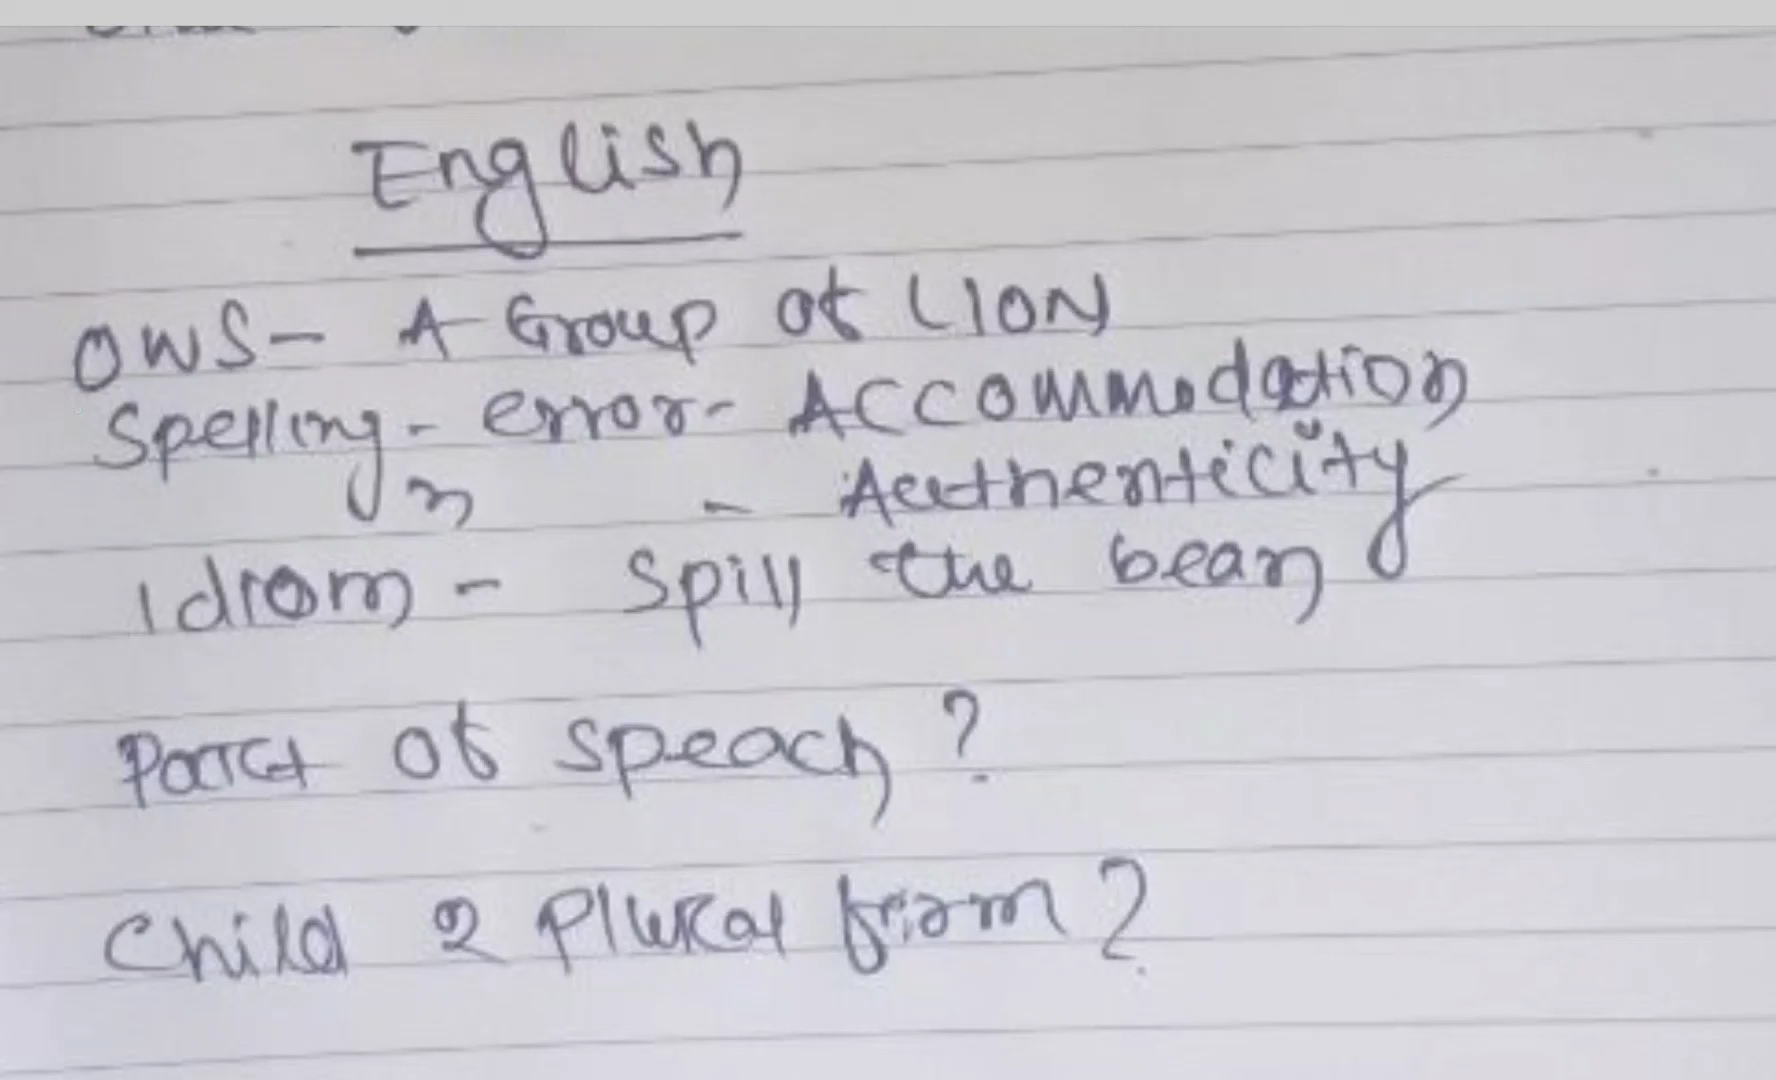 English
OWS - A Group of LION
Spelling - error - ACCOMModation
" - Authenticity
Idiom - Spill the bean
Part of speach?
Child 2 Plural from?